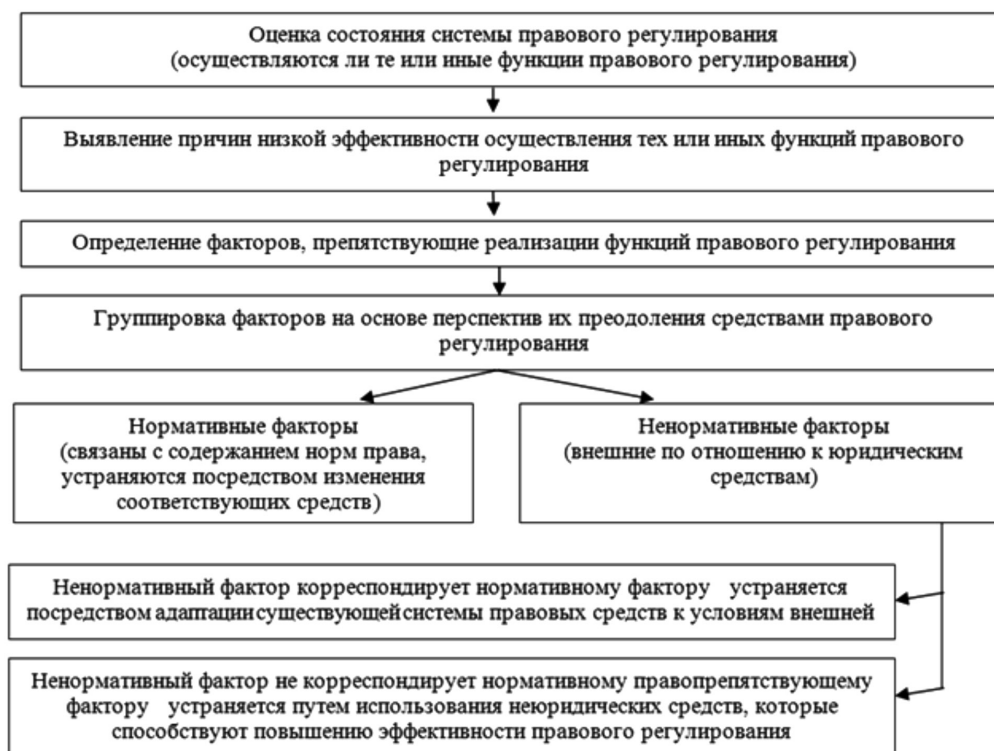 Оценка состояния системы правового регулирования
(осуществляются ли те или иные функции правового регулирования)
Выявление причин низкой эффективности осуществления тех или иных функций правового
регулирования
Определение факторов, препятствующие реализации функций правового регулирования
Группировка факторов на основе перспектив их преодоления средствами правового
регулирования
Нормативные факторы
(связаны с содержанием норм права,
устраняются посредством изменения
соответствующих средств)
Ненормативные факторы
(внешние по отношению к юридическим
средствам)
Ненормативный фактор корреспондирует нормативному фактору устраняется
посредством адаптации существующей системы правовых средств к условиям внешней
Ненормативный фактор не корреспондирует нормативному правопрепятствующему
фактору устраняется путем использования неюридических средств, которые
способствуют повышению эффективности правового регулирования